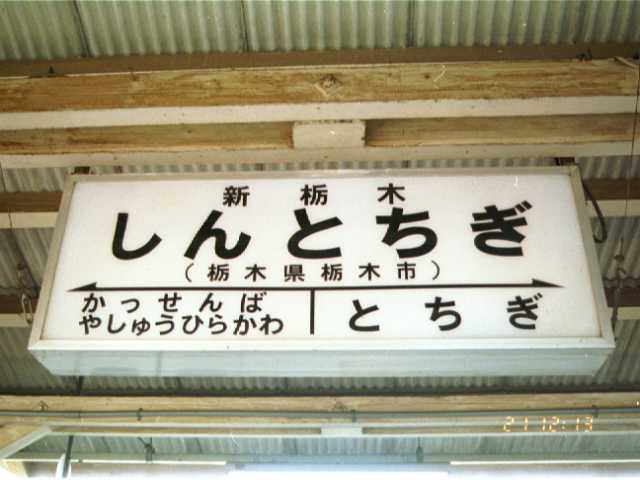 新栃木
しんとちぎ
(栃木県栃木市)
かっせんば
やしゅうひらかわ
とちぎ
21 12:13